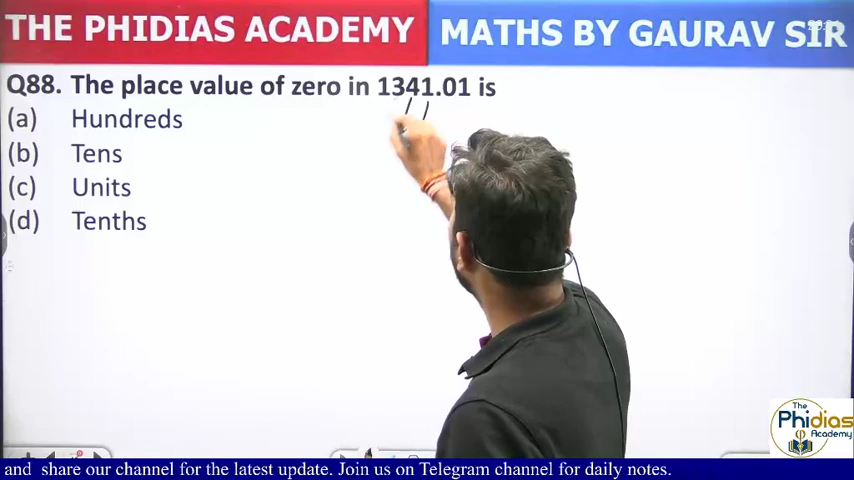 THE PHIDIAS ACADEMY
MATHS BY GAURAV SIR
Q88. The place value of zero in 1341.01 is
(a) Hundreds
(b) Tens
(c) Units
(d) Tenths
The
Phidias
Academy
and share our channel for the latest update. Join us on Telegram channel for daily notes.